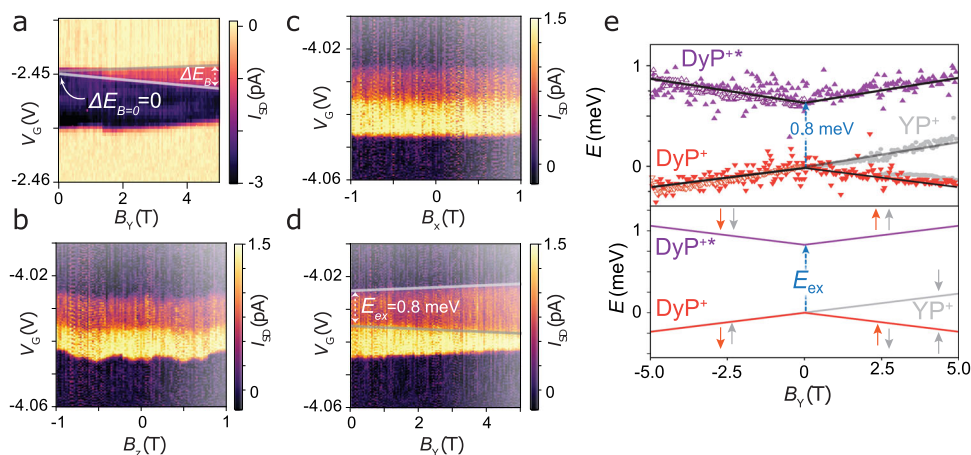 a
-2.45
-2.46
V_G (V)
ΔE_B
ΔE_{B=0}=0
2
4
B_Y (T)
0
-3
I_SD (pA)
b
-4.02
-4.06
V_G (V)
-1
0
1
B_z (T)
1.5
0
I_SD (pA)
c
-4.02
-4.06
V_G (V)
-1
0
1
B_x (T)
1.5
0
I_SD (pA)
d
-4.02
-4.06
V_G (V)
E_ex=0.8 meV
0
2
4
B_Y (T)
1.5
0
I_SD (pA)
e
1
0
E (meV)
DyP⁺*
0.8 meV
YP⁺
DyP⁺
1
0
E (meV)
DyP⁺*
E_ex
DyP⁺
YP⁺
-5.0
-2.5
0
2.5
5.0
B_Y (T)